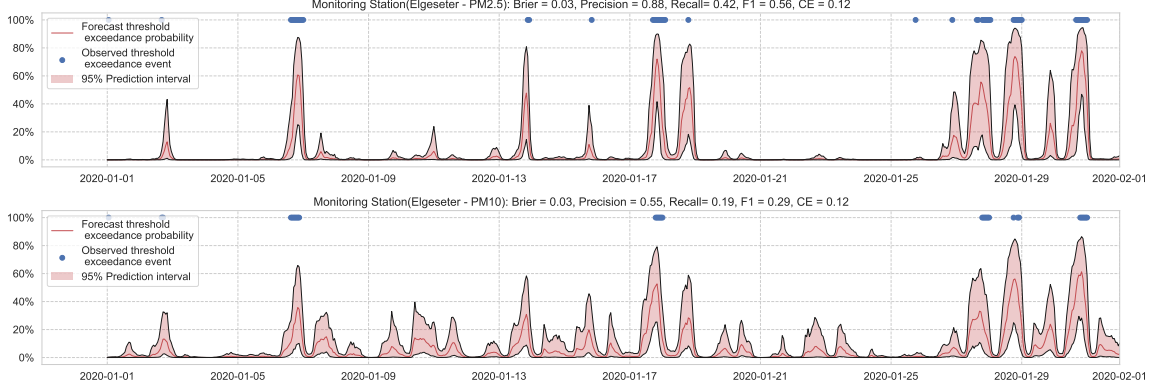 Monitoring Station(Elgeseter - PM2.5): Brier = 0.03, Precision = 0.88, Recall= 0.42, F1 = 0.56, CE = 0.12
100%
80%
60%
40%
20%
0%
Forecast threshold
exceedance probability
Observed threshold
exceedance event
95% Prediction interval
2020-01-01 2020-01-05 2020-01-09 2020-01-13 2020-01-17 2020-01-21 2020-01-25 2020-01-29 2020-02-01
Monitoring Station(Elgeseter - PM10): Brier = 0.03, Precision = 0.55, Recall= 0.19, F1 = 0.29, CE = 0.12
100%
80%
60%
40%
20%
0%
Forecast threshold
exceedance probability
Observed threshold
exceedance event
95% Prediction interval
2020-01-01 2020-01-05 2020-01-09 2020-01-13 2020-01-17 2020-01-21 2020-01-25 2020-01-29 2020-02-01